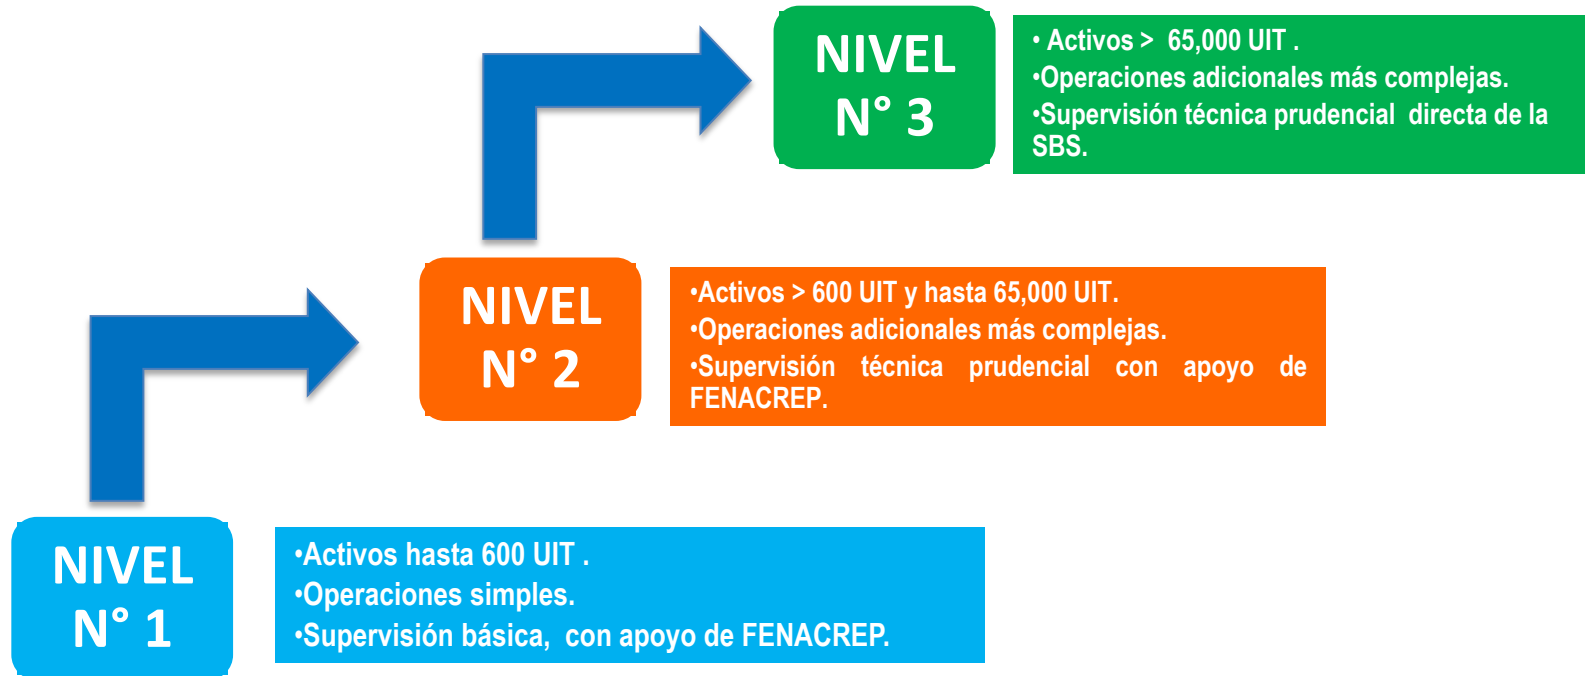 NIVEL
N° 3
• Activos > 65,000 UIT .
•Operaciones adicionales más complejas.
•Supervisión técnica prudencial directa de la
SBS.
NIVEL
N° 2
•Activos > 600 UIT y hasta 65,000 UIT.
•Operaciones adicionales más complejas.
•Supervisión técnica prudencial con apoyo de
FENACREP.
NIVEL
N° 1
•Activos hasta 600 UIT .
•Operaciones simples.
•Supervisión básica, con apoyo de FENACREP.